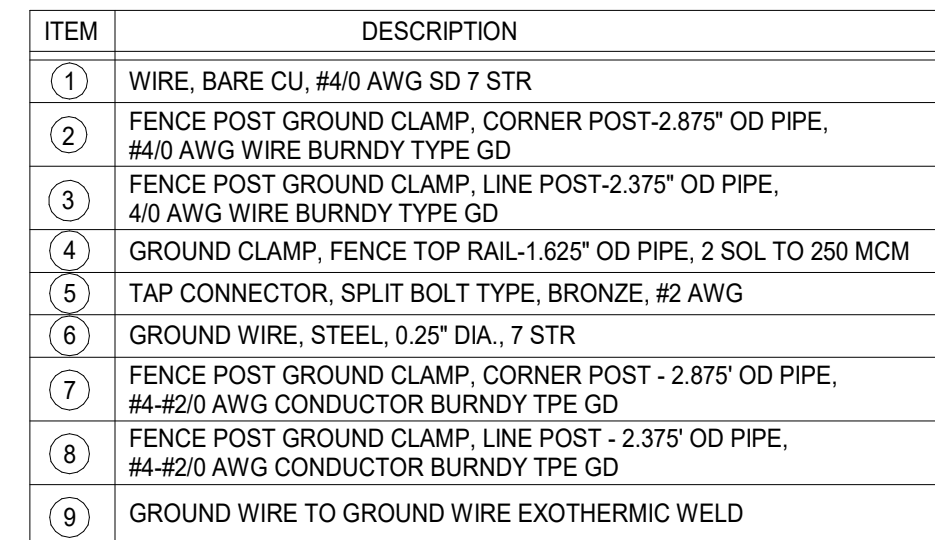 ITEM DESCRIPTION
1 WIRE, BARE CU, #4/0 AWG SD 7 STR
2 FENCE POST GROUND CLAMP, CORNER POST-2.875" OD PIPE,
#4/0 AWG WIRE BURNDY TYPE GD
3 FENCE POST GROUND CLAMP, LINE POST-2.375" OD PIPE,
4/0 AWG WIRE BURNDY TYPE GD
4 GROUND CLAMP, FENCE TOP RAIL-1.625" OD PIPE, 2 SOL TO 250 MCM
5 TAP CONNECTOR, SPLIT BOLT TYPE, BRONZE, #2 AWG
6 GROUND WIRE, STEEL, 0.25" DIA., 7 STR
7 FENCE POST GROUND CLAMP, CORNER POST - 2.875' OD PIPE,
#4-#2/0 AWG CONDUCTOR BURNDY TPE GD
8 FENCE POST GROUND CLAMP, LINE POST - 2.375' OD PIPE,
#4-#2/0 AWG CONDUCTOR BURNDY TPE GD
9 GROUND WIRE TO GROUND WIRE EXOTHERMIC WELD